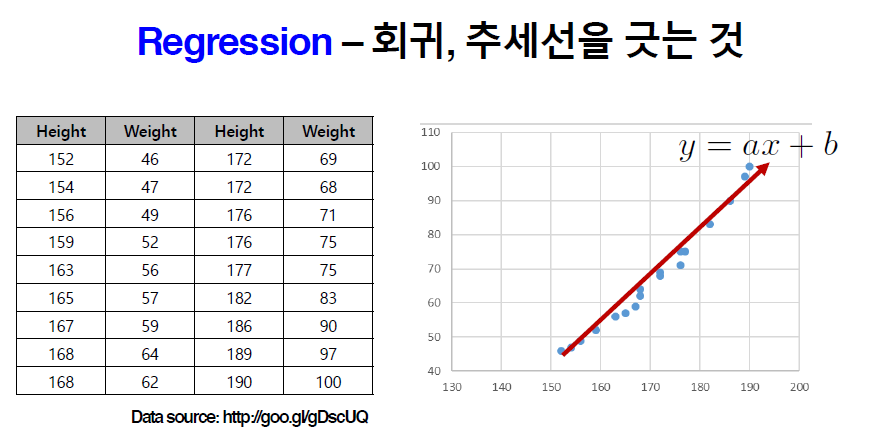 Regression – 회귀, 추세선을 긋는 것
Height Weight Height Weight
152 46 172 69
154 47 172 68
156 49 176 71
159 52 176 75
163 56 177 75
165 57 182 83
167 59 186 90
168 64 189 97
168 62 190 100
Data source: http://goo.gl/gDscUQ
y = ax + b
110
100
90
80
70
60
50
40
130 140 150 160 170 180 190 200